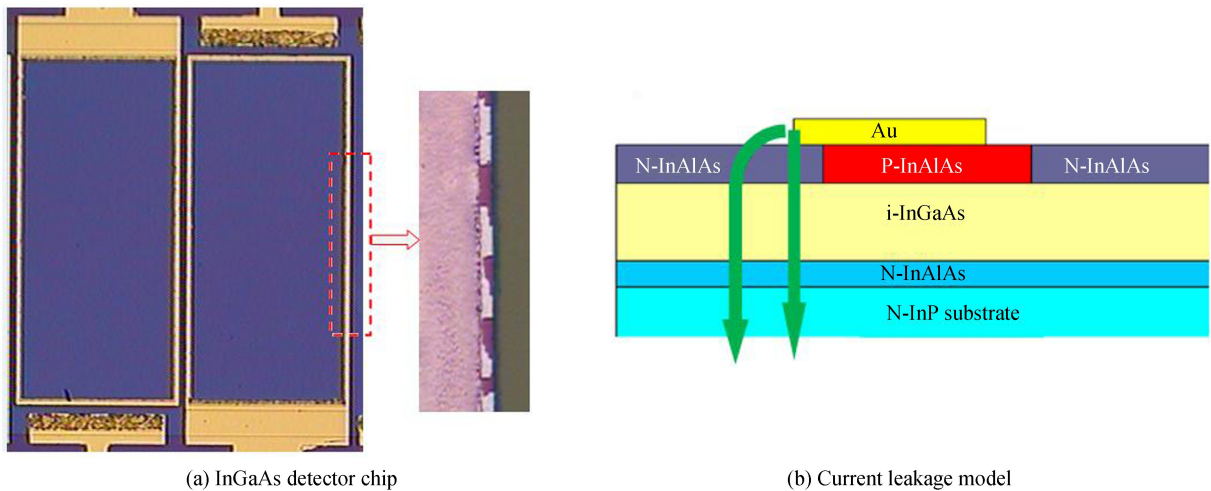 Au
N-InAlAs P-InAlAs N-InAlAs
i-InGaAs
N-InAlAs
N-InP substrate
(a) InGaAs detector chip (b) Current leakage model